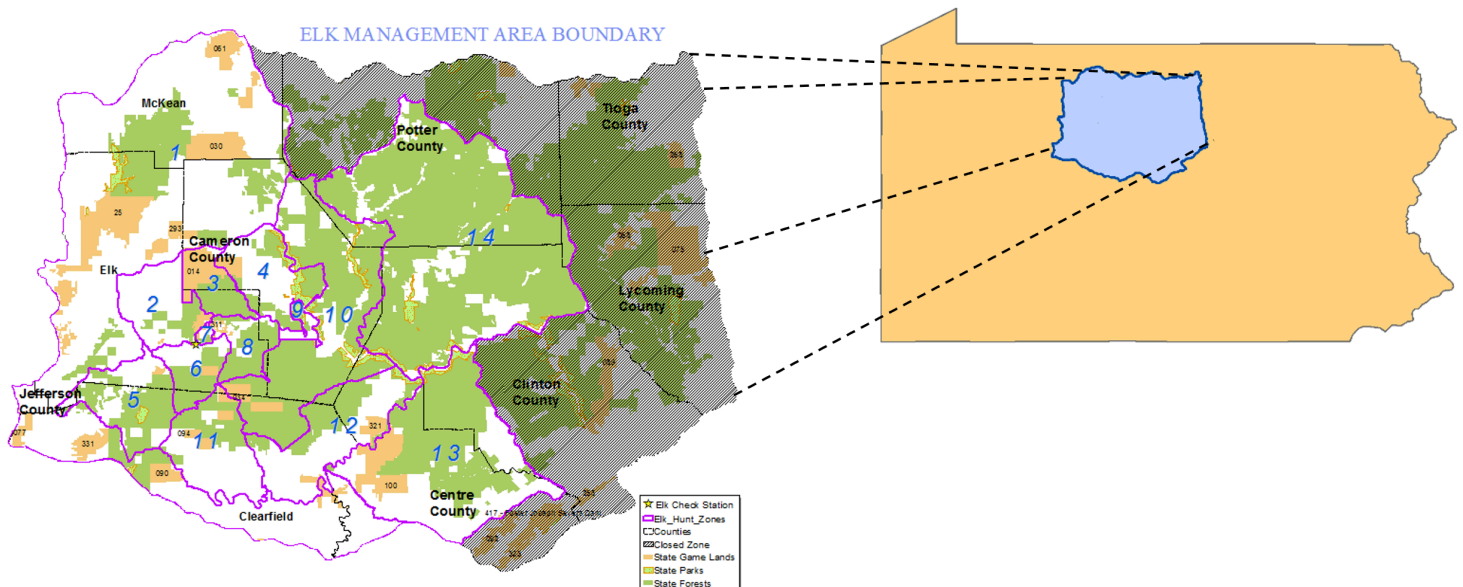 ELK MANAGEMENT AREA BOUNDARY
061
McKean
Tioga
County
Potter
County
1
030
268
25
293
14
075
Cameron
County
Elk
014
4
3
2
Lycoming
County
9
10
7
8
6
Clinton
County
Jefferson
County
5
321
12
077
331
094
11
13
090
100
Centre
County
Clearfield
Elk Check Station
Elk_Hunt_Zones
Counties
Closed Zone
State Game Lands
State Parks
State Forests